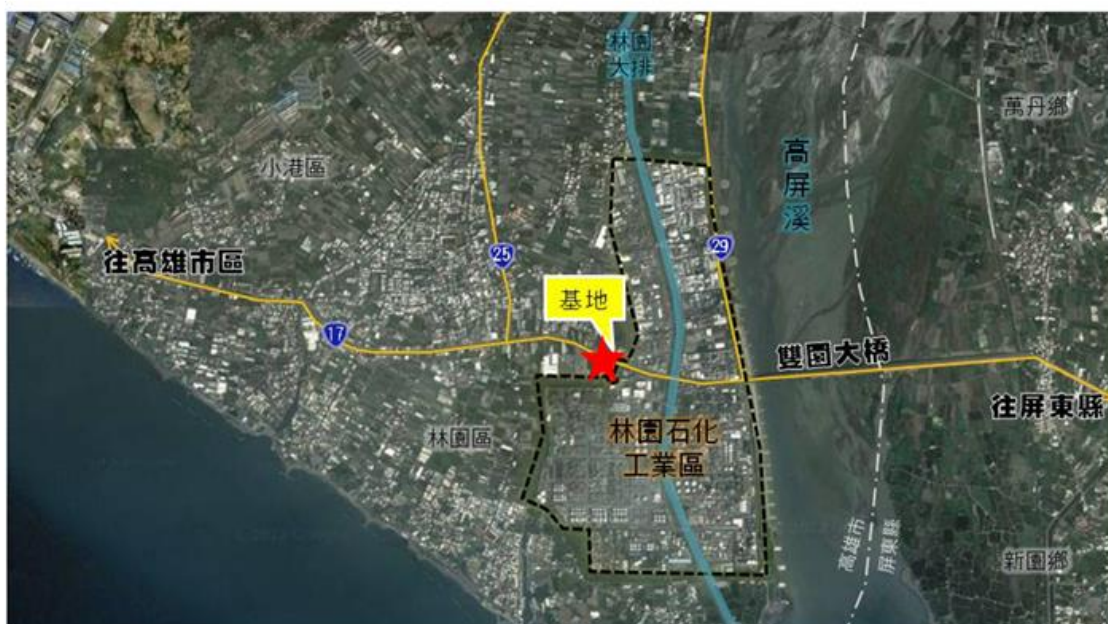 林園
大排
萬丹鄉
高
屏
溪
小港區
往高雄市區
25
29
基地
17
雙園大橋
往屏東縣
林園區
林園石化
工業區
高雄市
屏東縣
新園鄉